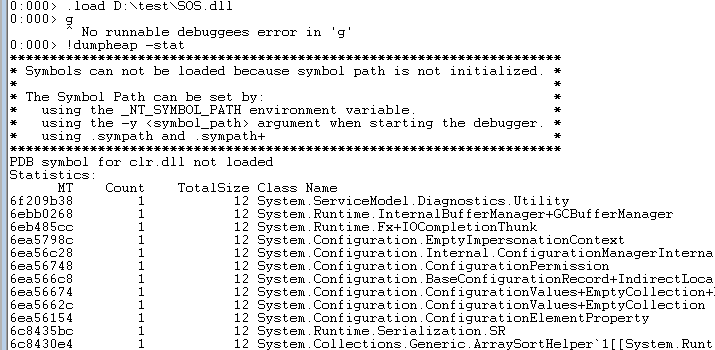 0:000> .load D:\test\SOS.dll
0:000> g
^ No runnable debuggees error in 'g'
0:000> !dumpheap -stat
*********************************************************************
* Symbols can not be loaded because symbol path is not initialized. *
* *
* The Symbol Path can be set by: *
* using the _NT_SYMBOL_PATH environment variable. *
* using the -y <symbol_path> argument when starting the debugger. *
* using .sympath and .sympath+ *
*********************************************************************
PDB symbol for clr.dll not loaded
Statistics:
MT Count TotalSize Class Name
6f209b38 1 12 System.ServiceModel.Diagnostics.Utility
6ebb0268 1 12 System.Runtime.InternalBufferManager+GCBufferManager
6eb485cc 1 12 System.Runtime.Fx+IOCompletionThunk
6ea5798c 1 12 System.Configuration.EmptyImpersonationContext
6ea56c28 1 12 System.Configuration.Internal.ConfigurationManagerInterna
6ea56748 1 12 System.Configuration.ConfigurationPermission
6ea566c8 1 12 System.Configuration.BaseConfigurationRecord+IndirectLoca
6ea56674 1 12 System.Configuration.ConfigurationValues+EmptyCollection+
6ea5662c 1 12 System.Configuration.ConfigurationValues+EmptyCollection
6ea56154 1 12 System.Configuration.ConfigurationElementProperty
6c8435bc 1 12 System.Runtime.Serialization.SR
6c8430e4 1 12 System.Collections.Generic.ArraySortHelper`1[[System.Runt